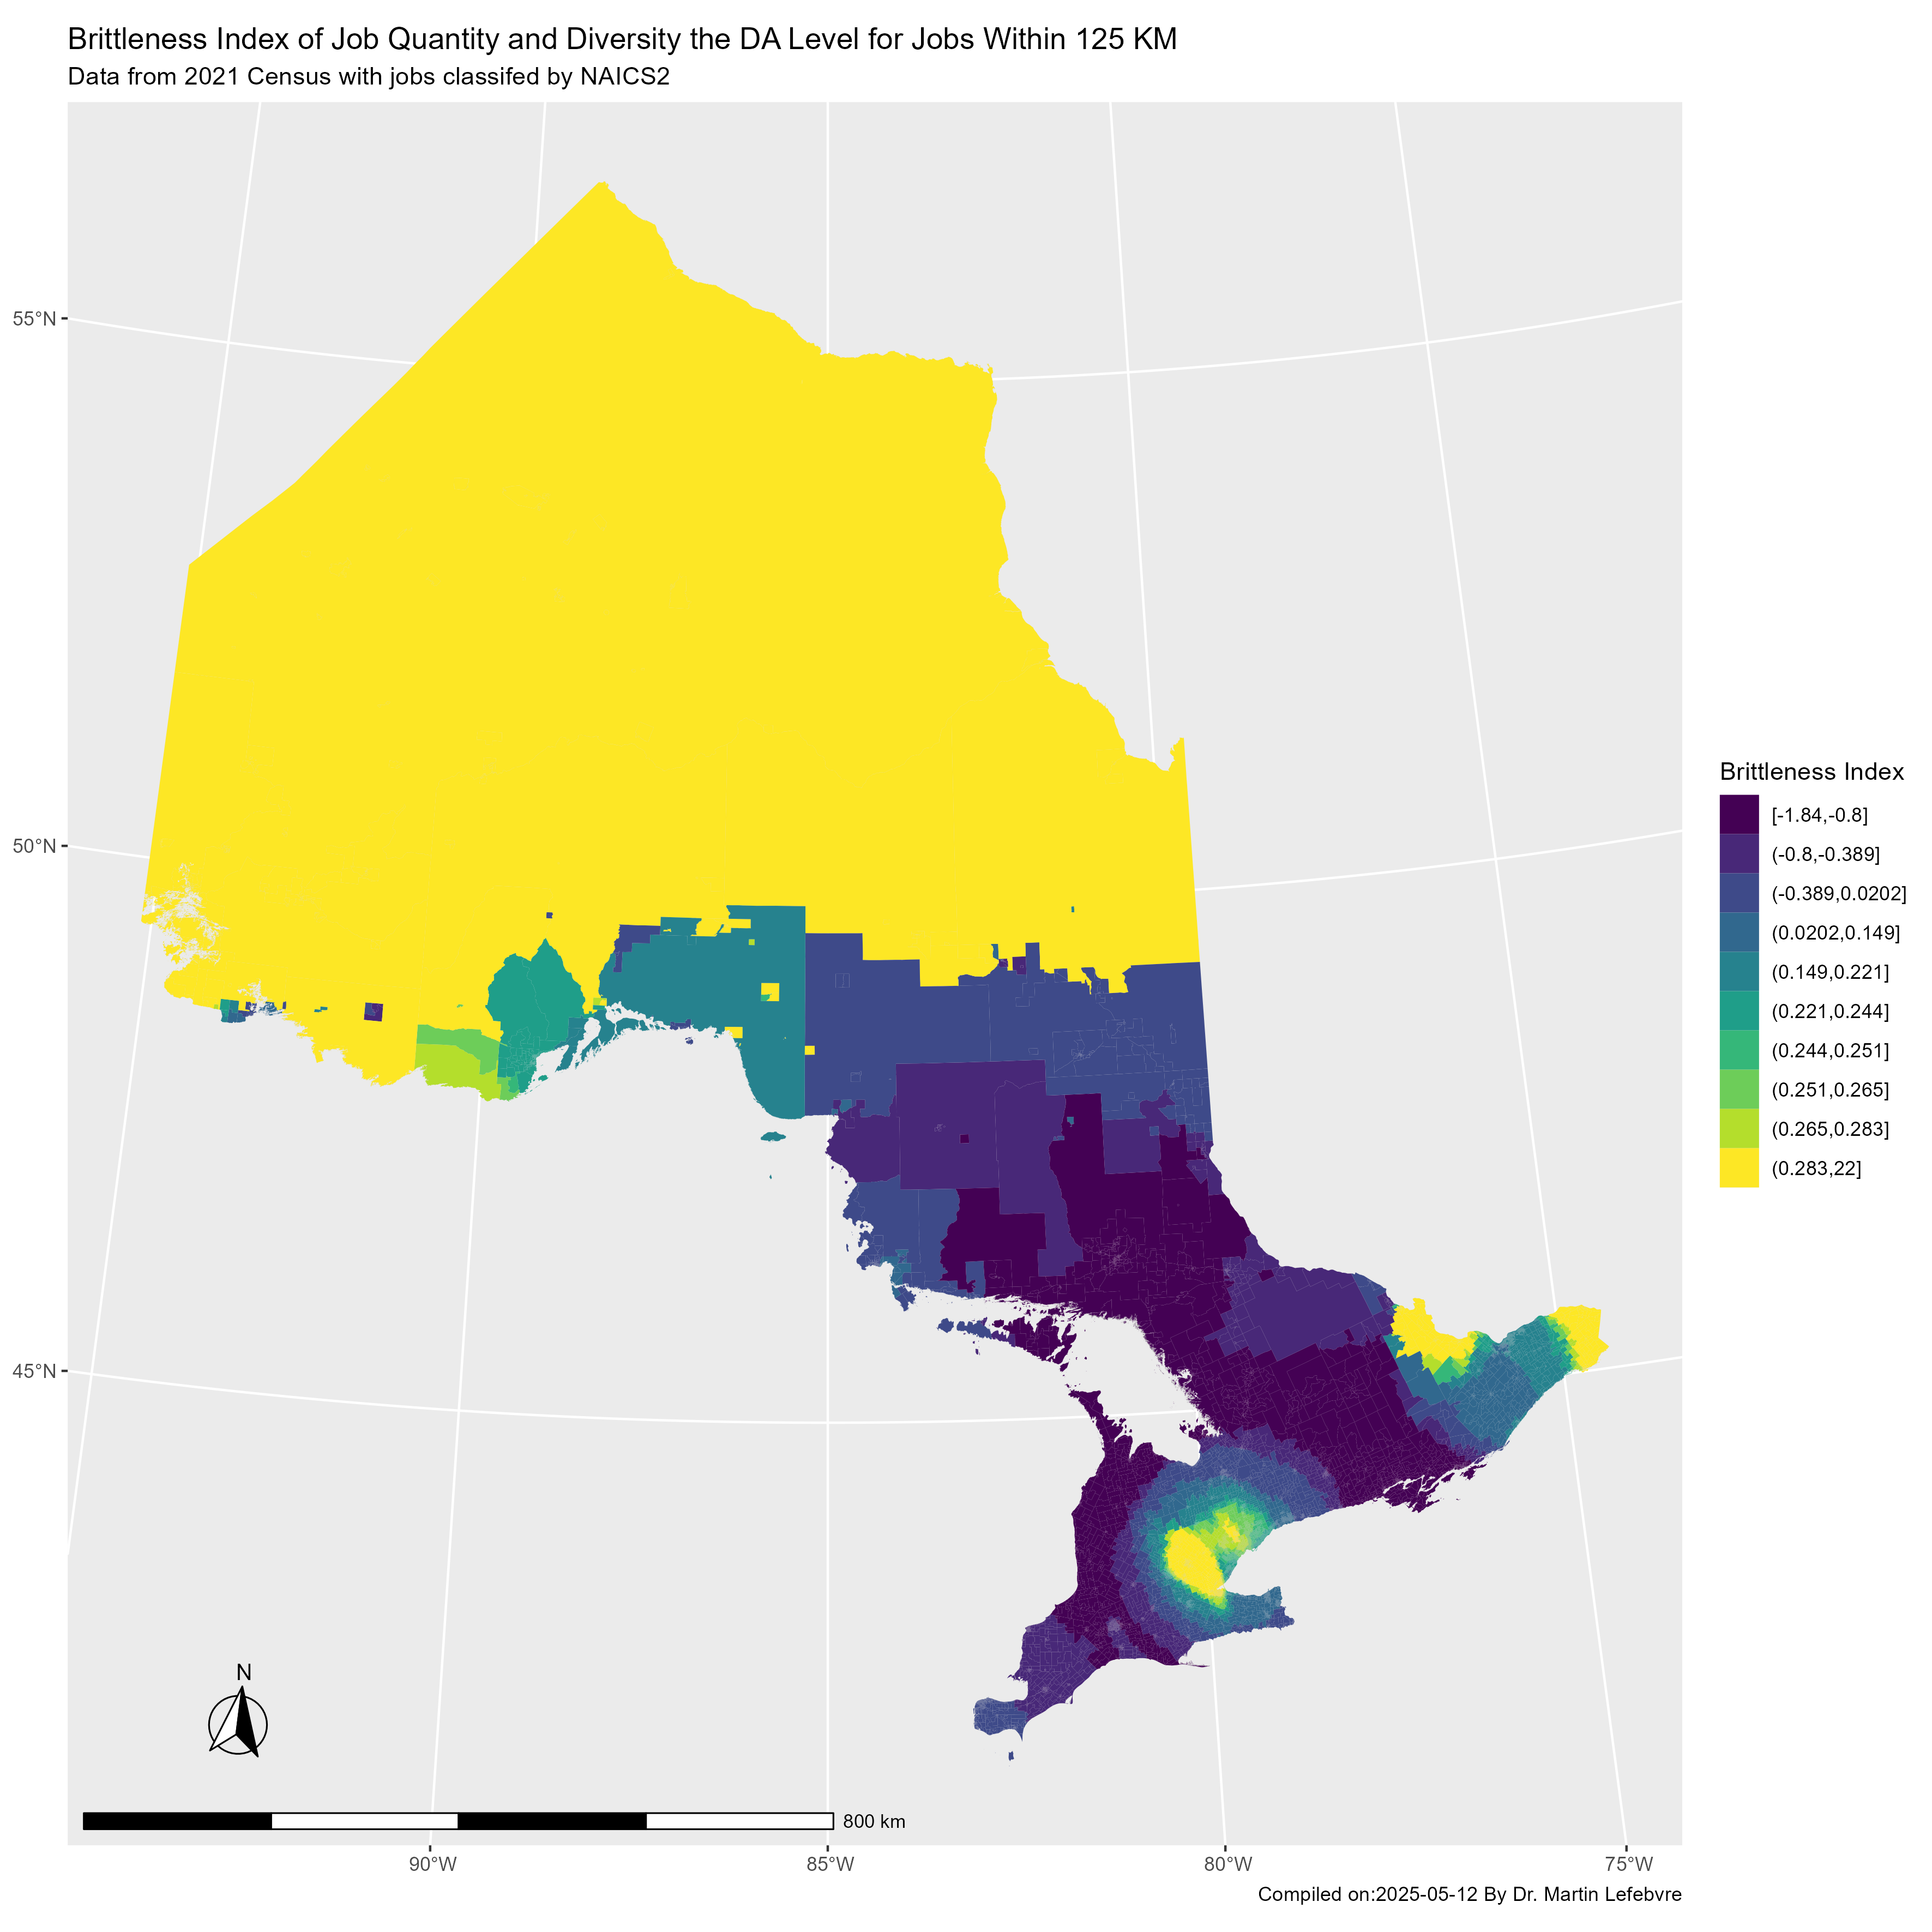 Brittleness Index of Job Quantity and Diversity the DA Level for Jobs Within 125 KM
Data from 2021 Census with jobs classifed by NAICS2
55°N
50°N
45°N
Brittleness Index
[-1.84,-0.8]
(-0.8,-0.389]
(-0.389,0.0202]
(0.0202,0.149]
(0.149,0.221]
(0.221,0.244]
(0.244,0.251]
(0.251,0.265]
(0.265,0.283]
(0.283,22]
N
800 km
90°W
85°W
80°W
75°W
Compiled on:2025-05-12 By Dr. Martin Lefebvre